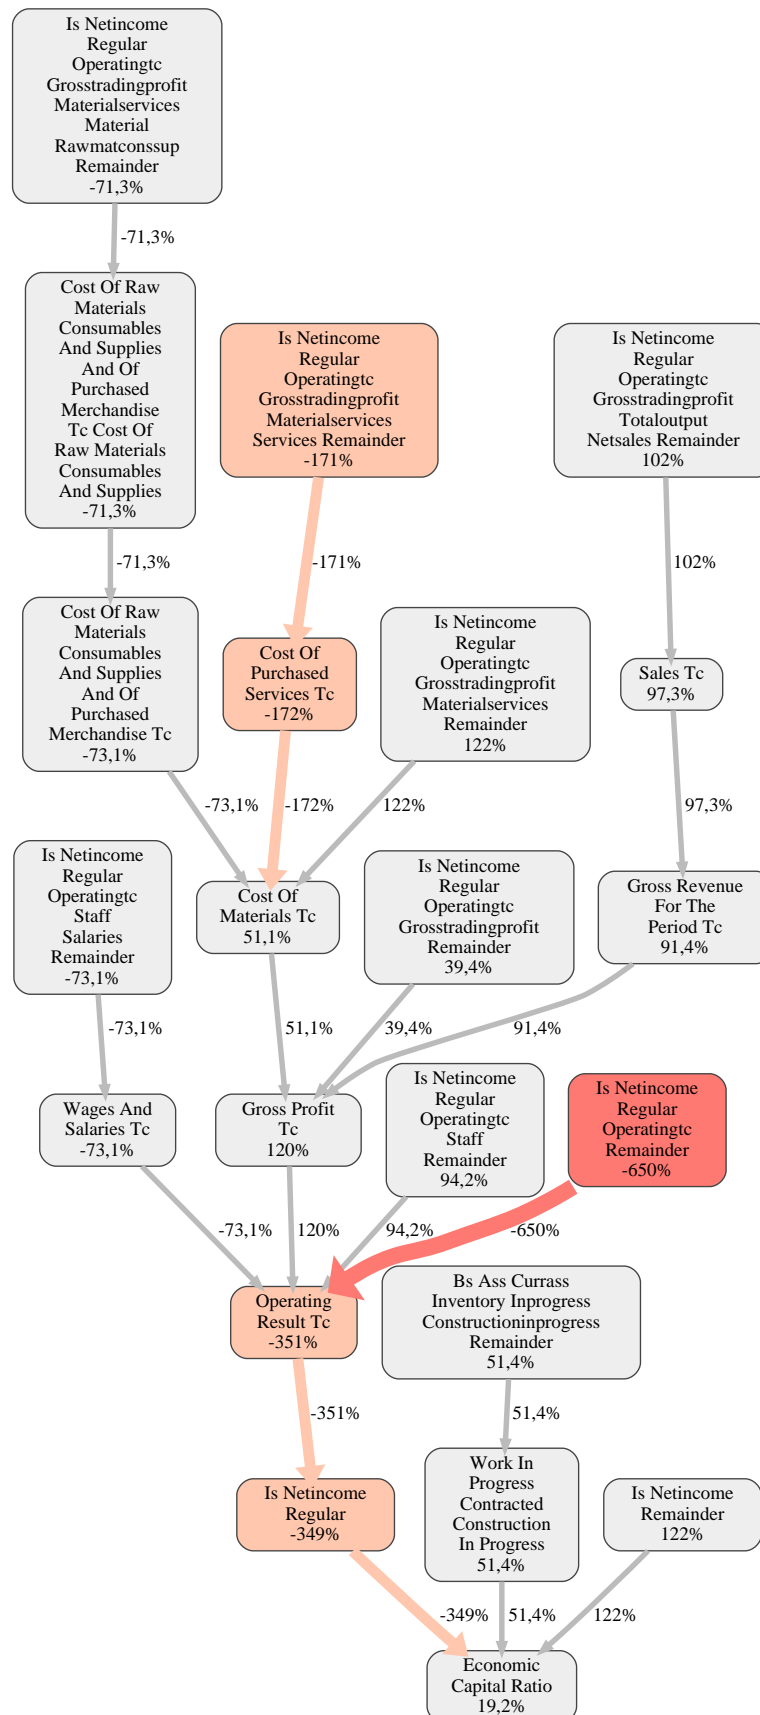 Is Netincome
Regular
Operatingtc
Grosstradingprofit
Materialservices
Material
Rawmatconssup
Remainder
-71,3%
-71,3%
Cost Of Raw
Materials
Consumables
And Supplies
And Of
Purchased
Merchandise
Tc Cost Of
Raw Materials
Consumables
And Supplies
-71,3%
Is Netincome
Regular
Operatingtc
Grosstradingprofit
Materialservices
Services Remainder
-171%
Is Netincome
Regular
Operatingtc
Grosstradingprofit
Totaloutput
Netsales Remainder
102%
-71,3%
-171%
102%
Cost Of Raw
Materials
Consumables
And Supplies
And Of
Purchased
Merchandise Tc
-73,1%
Cost Of
Purchased
Services Tc
-172%
Is Netincome
Regular
Operatingtc
Grosstradingprofit
Materialservices
Remainder
122%
Sales Tc
97,3%
-73,1%
-172%
122%
97,3%
Is Netincome
Regular
Operatingtc
Staff
Salaries
Remainder
-73,1%
Cost Of
Materials Tc
51,1%
Is Netincome
Regular
Operatingtc
Grosstradingprofit
Remainder
39,4%
Gross Revenue
For The
Period Tc
91,4%
-73,1%
51,1%
39,4%
91,4%
Wages And
Salaries Tc
-73,1%
Gross Profit
Tc
120%
Is Netincome
Regular
Operatingtc
Staff
Remainder
94,2%
Is Netincome
Regular
Operatingtc
Remainder
-650%
-73,1%
120%
94,2%
-650%
Operating
Result Tc
-351%
Bs Ass Currass
Inventory Inprogress
Constructioninprogress
Remainder
51,4%
-351%
51,4%
Is Netincome
Regular
-349%
Work In
Progress
Contracted
Construction
In Progress
51,4%
Is Netincome
Remainder
122%
-349%
51,4%
122%
Economic
Capital Ratio
19,2%